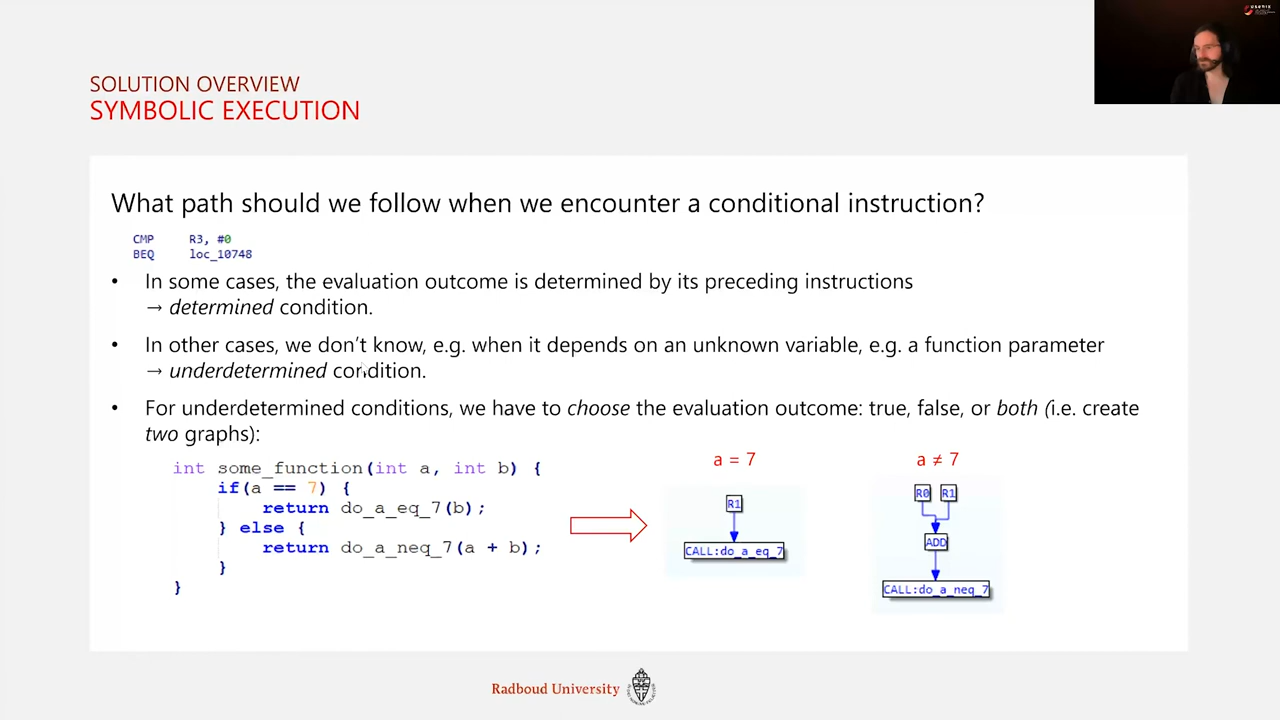 usenix
SOLUTION OVERVIEW
SYMBOLIC EXECUTION
What path should we follow when we encounter a conditional instruction?
CMP R3, #0
BEQ loc_10748
• In some cases, the evaluation outcome is determined by its preceding instructions
→ determined condition.
• In other cases, we don't know, e.g. when it depends on an unknown variable, e.g. a function parameter
→ underdetermined condition.
• For underdetermined conditions, we have to choose the evaluation outcome: true, false, or both (i.e. create
two graphs):
int some_function(int a, int b) {
if(a == 7) {
return do_a_eq_7(b);
} else {
return do_a_neq_7(a + b);
}
}
a = 7
R1
CALL:do_a_eq_7
a ≠ 7
R0 R1
ADD
CALL:do_a_neq_7
Radboud University